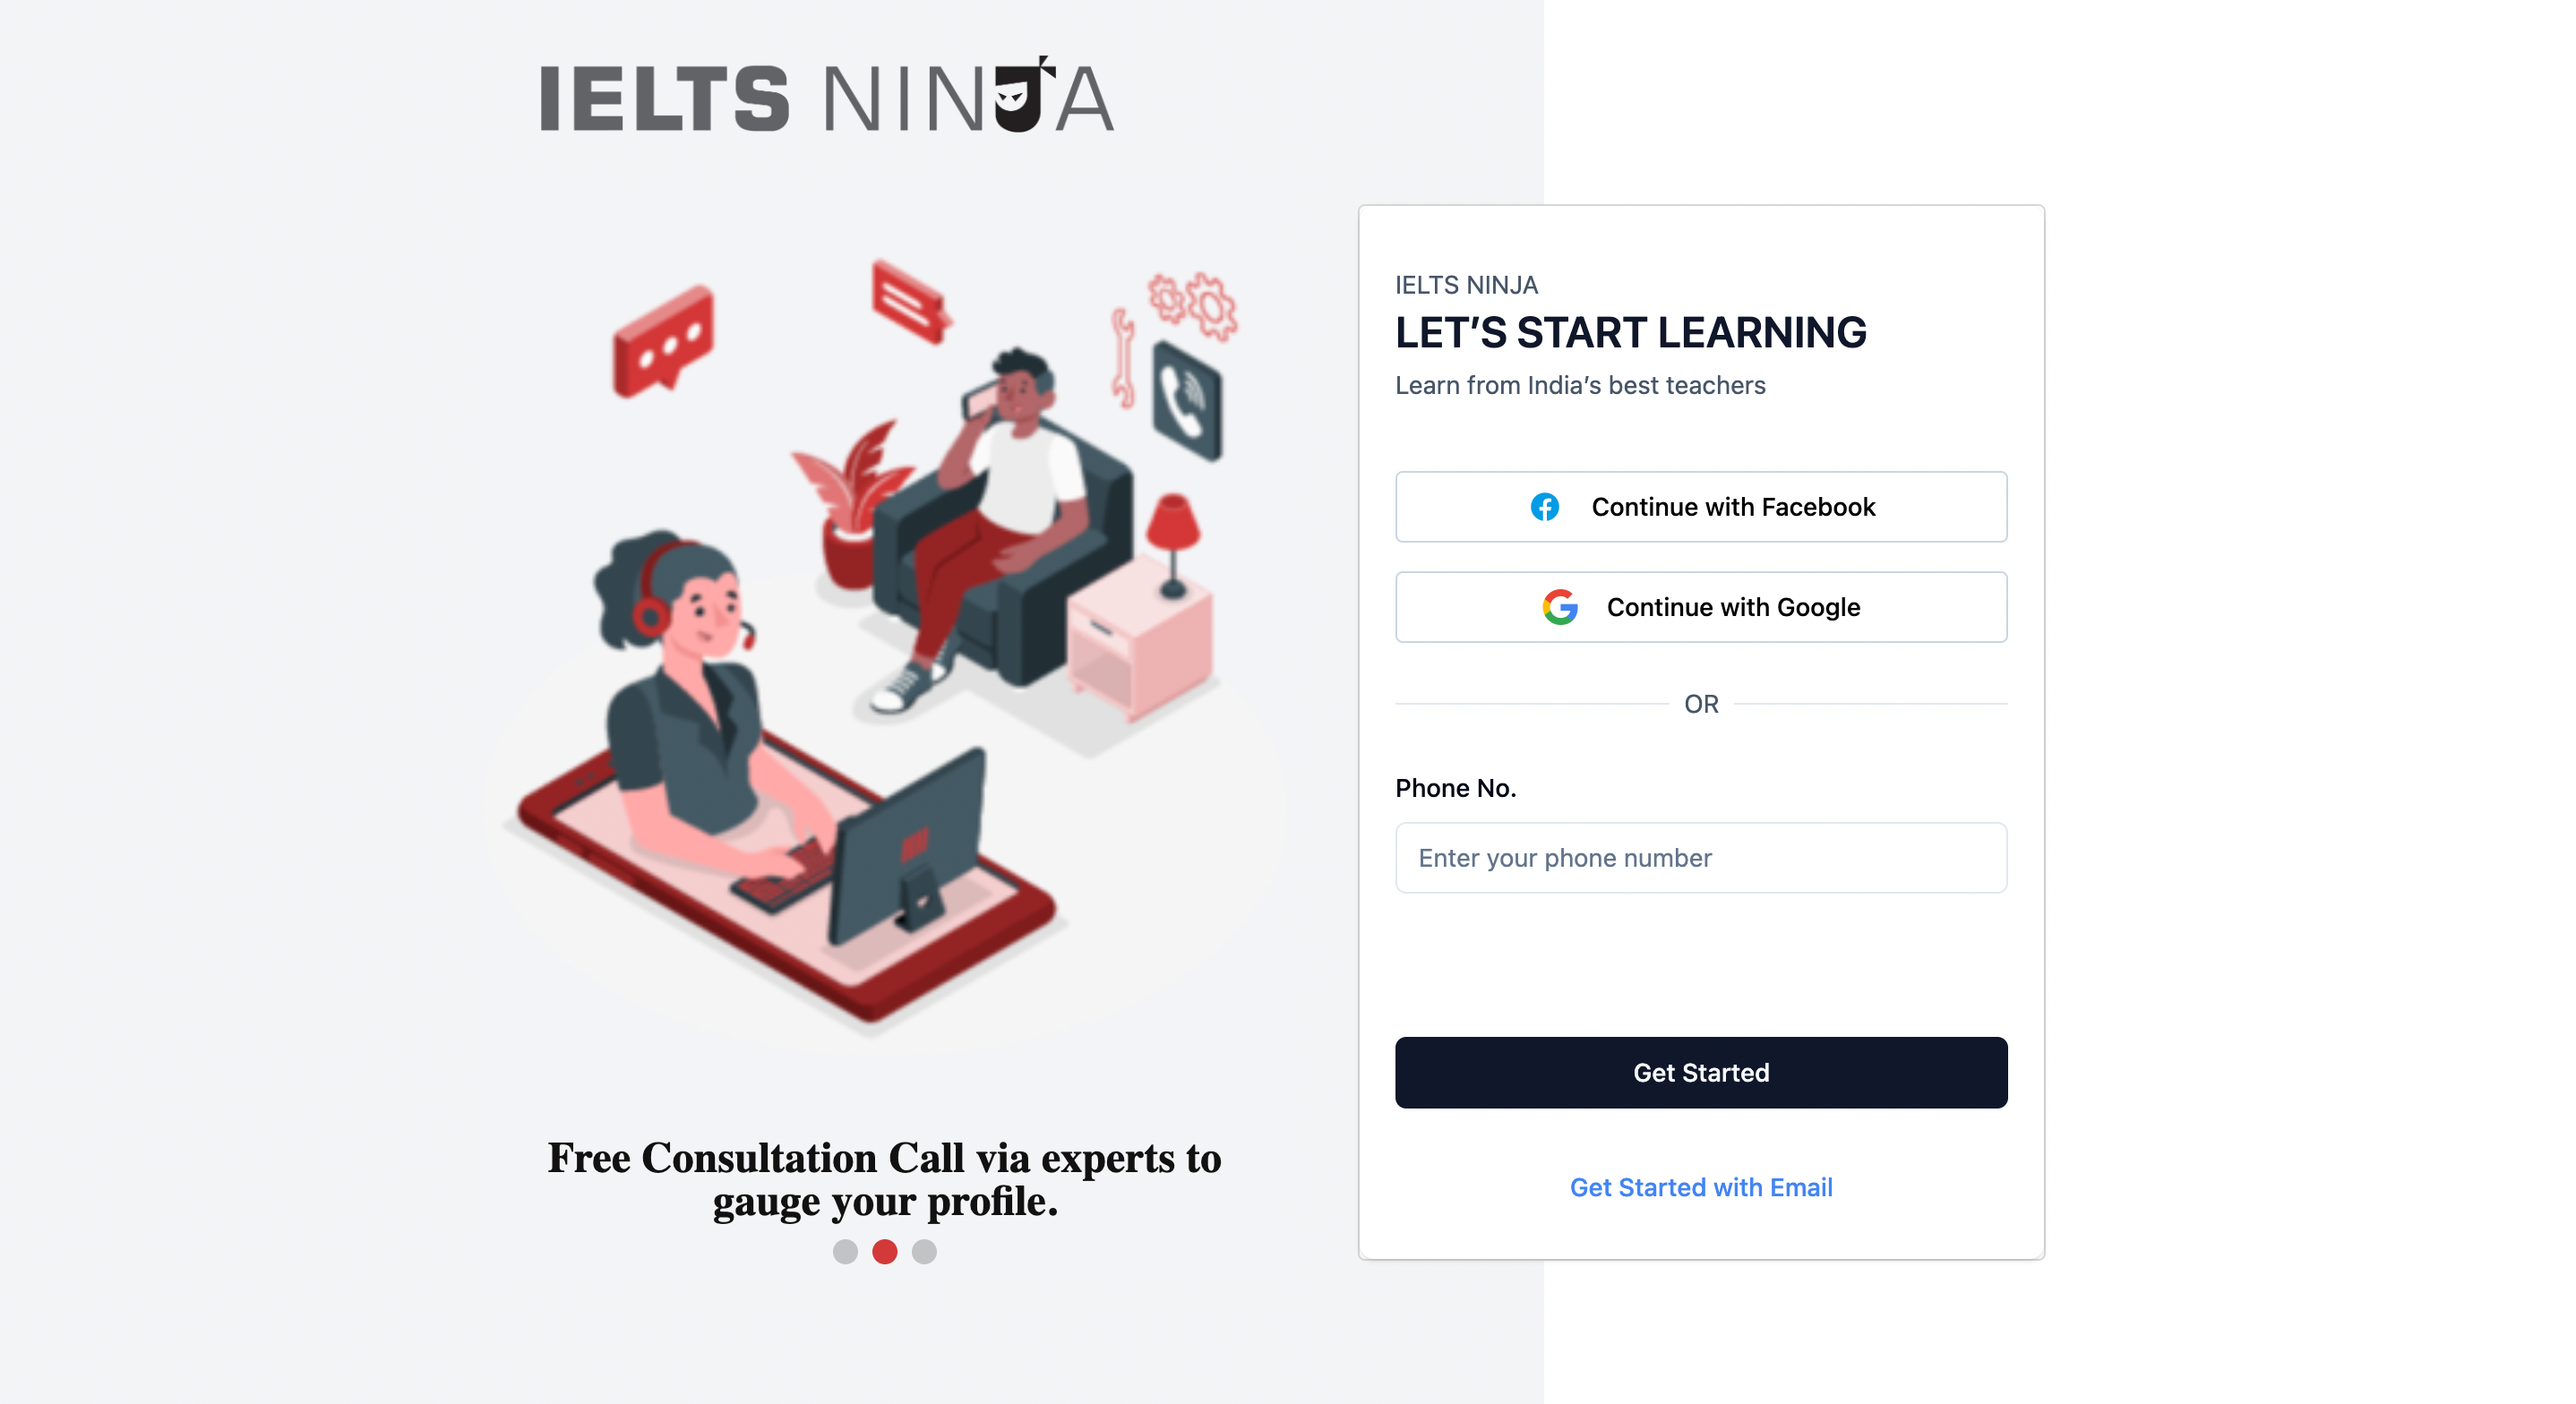 IELTS NINJA
Free Consultation Call via experts to
gauge your profile.
IELTS NINJA
LET’S START LEARNING
Learn from India’s best teachers
Continue with Facebook
Continue with Google
OR
Phone No.
Enter your phone number
Get Started
Get Started with Email